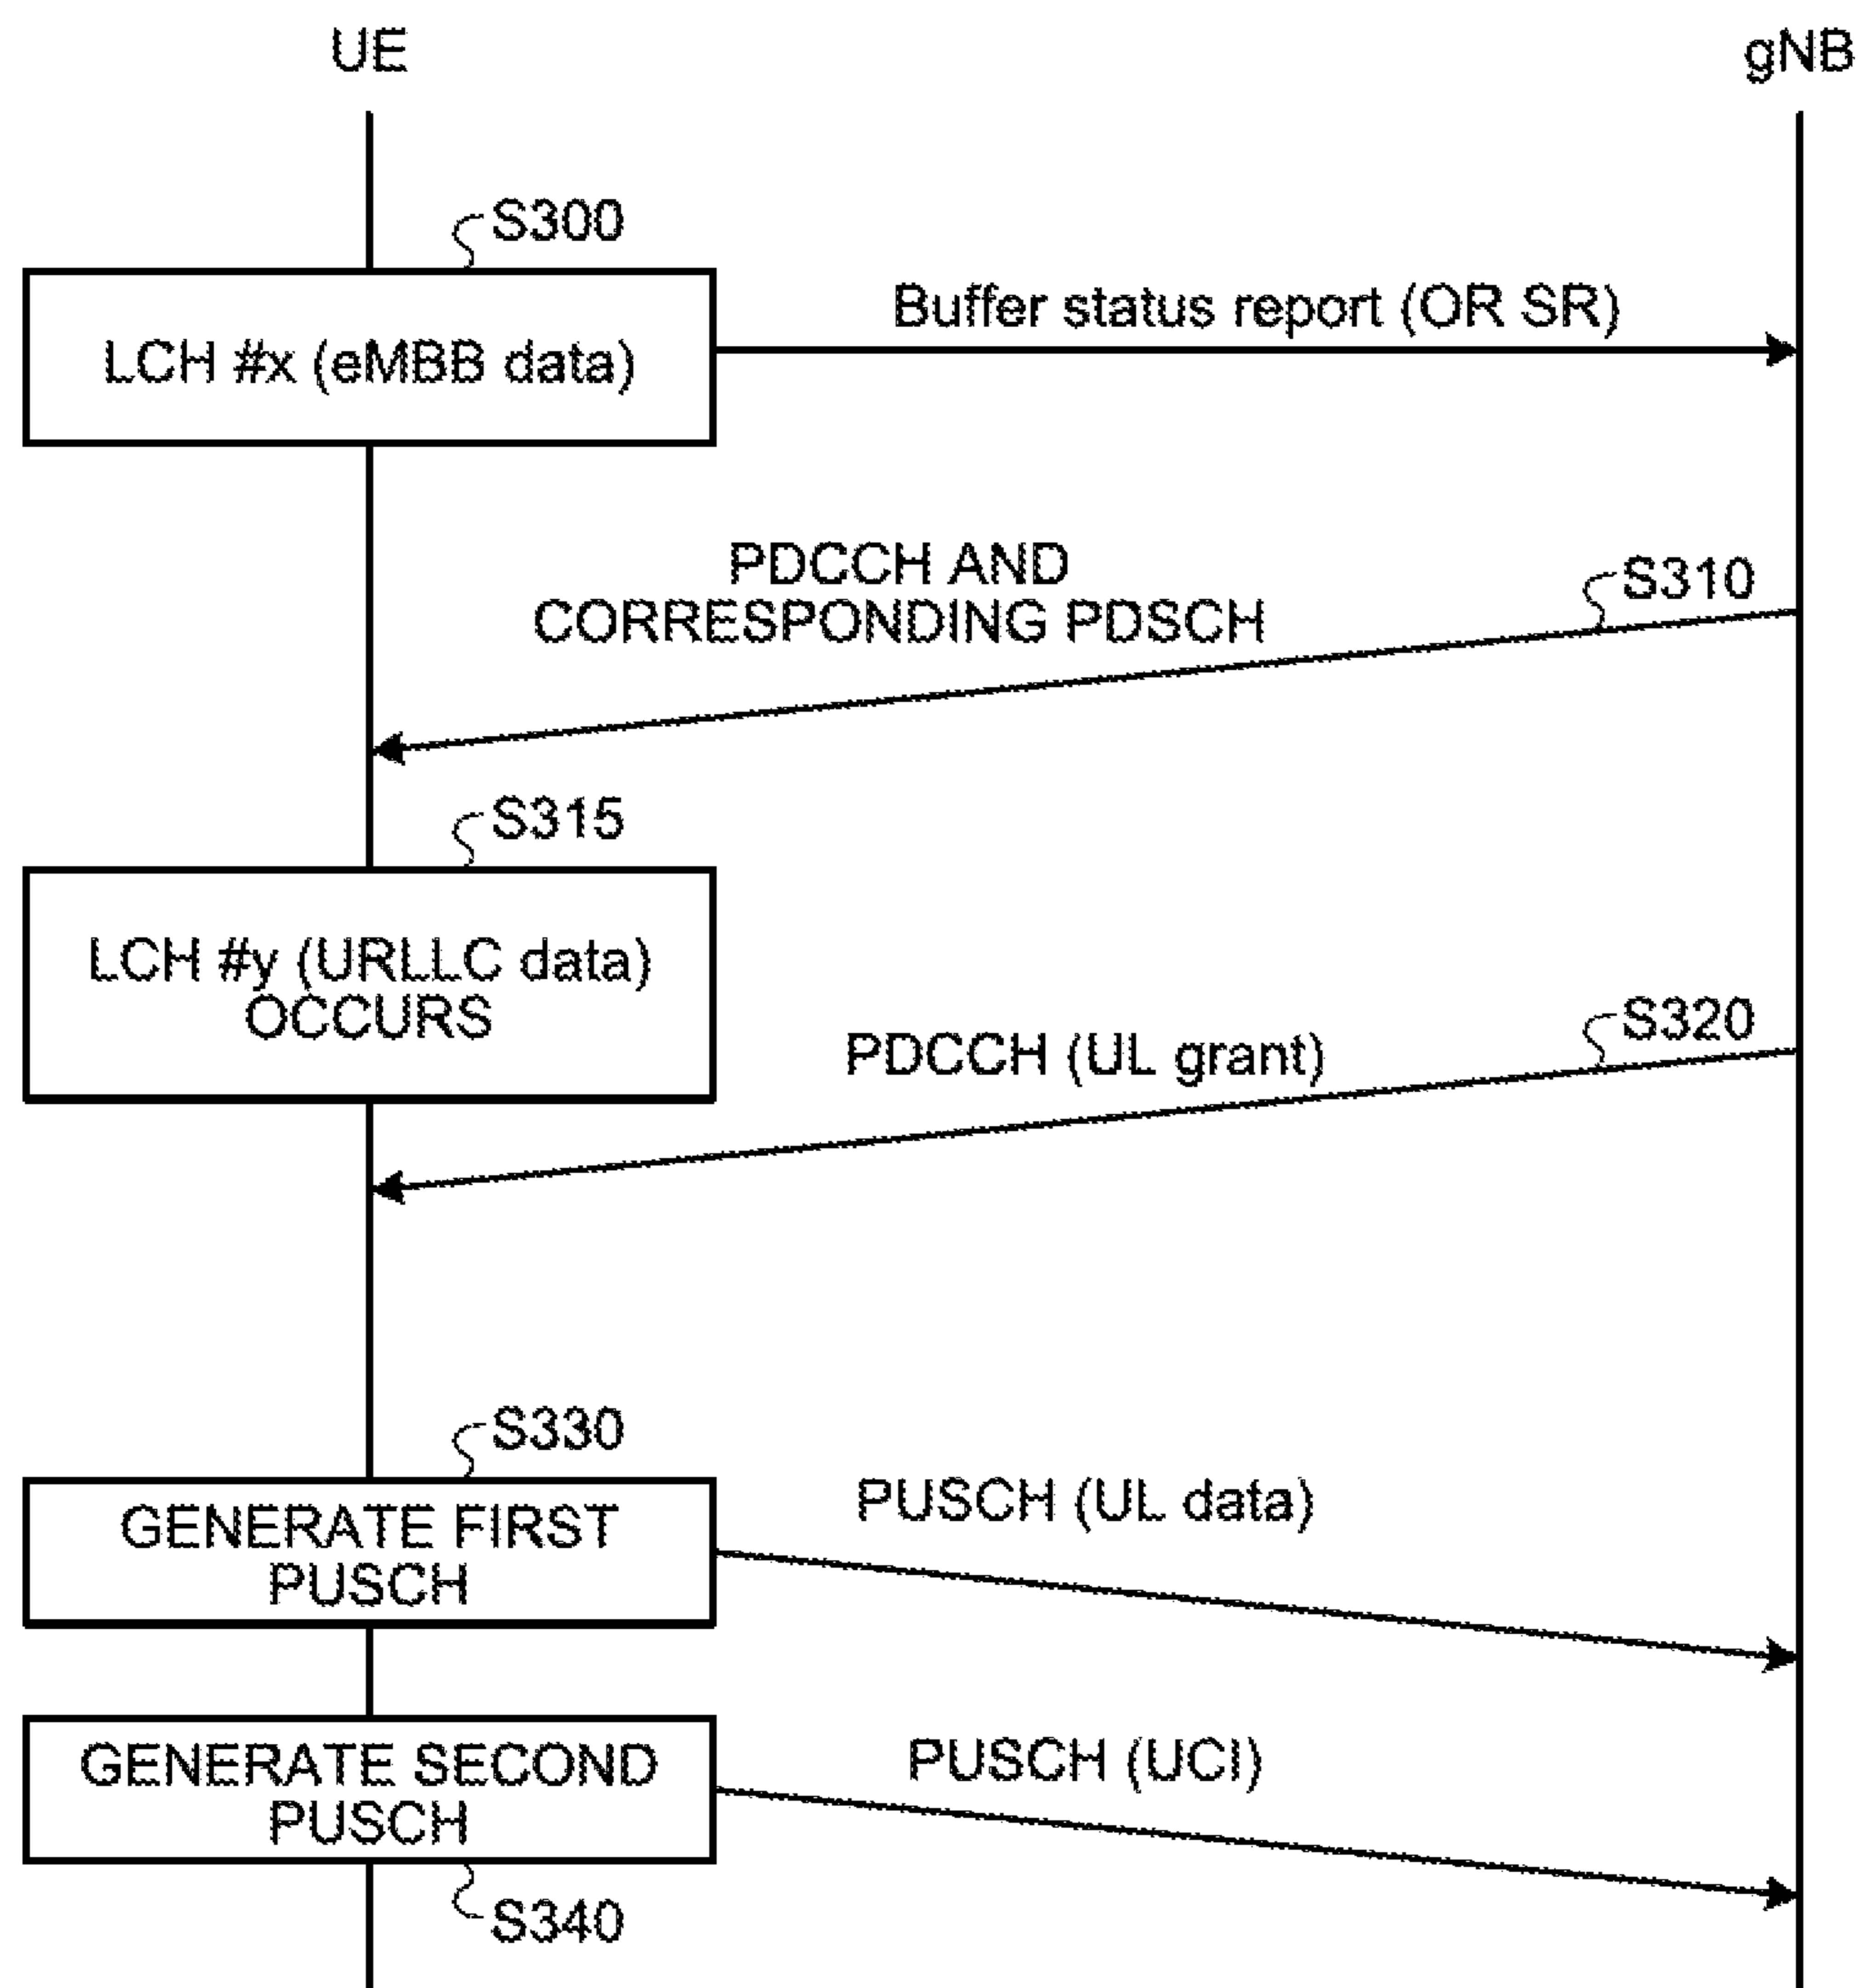 UE
gNB
S300
LCH #x (eMBB data)
Buffer status report (OR SR)
PDCCH AND
CORRESPONDING PDSCH
S310
S315
LCH #y (URLLC data)
OCCURS
PDCCH (UL grant)
S320
S330
GENERATE FIRST
PUSCH
PUSCH (UL data)
GENERATE SECOND
PUSCH
PUSCH (UCI)
S340